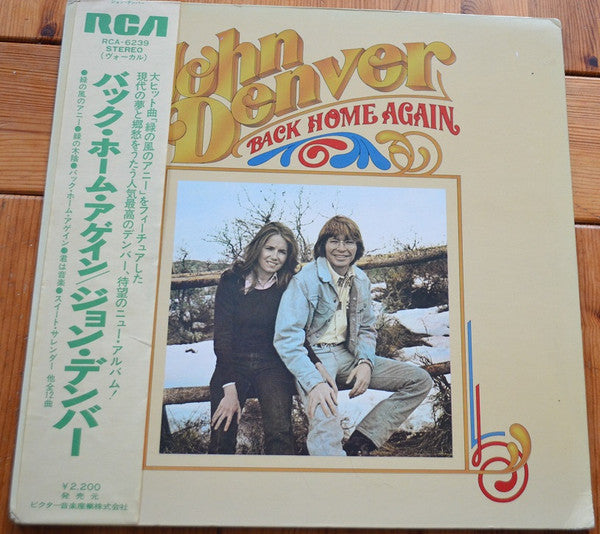 ジョン・デンバー
RCA
RCA-6239
STEREO
(ヴォーカル)
大ヒット曲「緑の風のアニー」をフィーチュアした
現代の夢と郷愁をうたう人気最高のデンバー、待望のニュー・アルバム!
バック・ホーム・アゲイン/ジョン・デンバー
●緑の風のアニー●緑の木陰●バック・ホーム・アゲイン●君は音楽●スイート・サレンダー 他全12曲
¥2,200
発売元
ビクター音楽産業株式会社
John
Denver
BACK HOME AGAIN